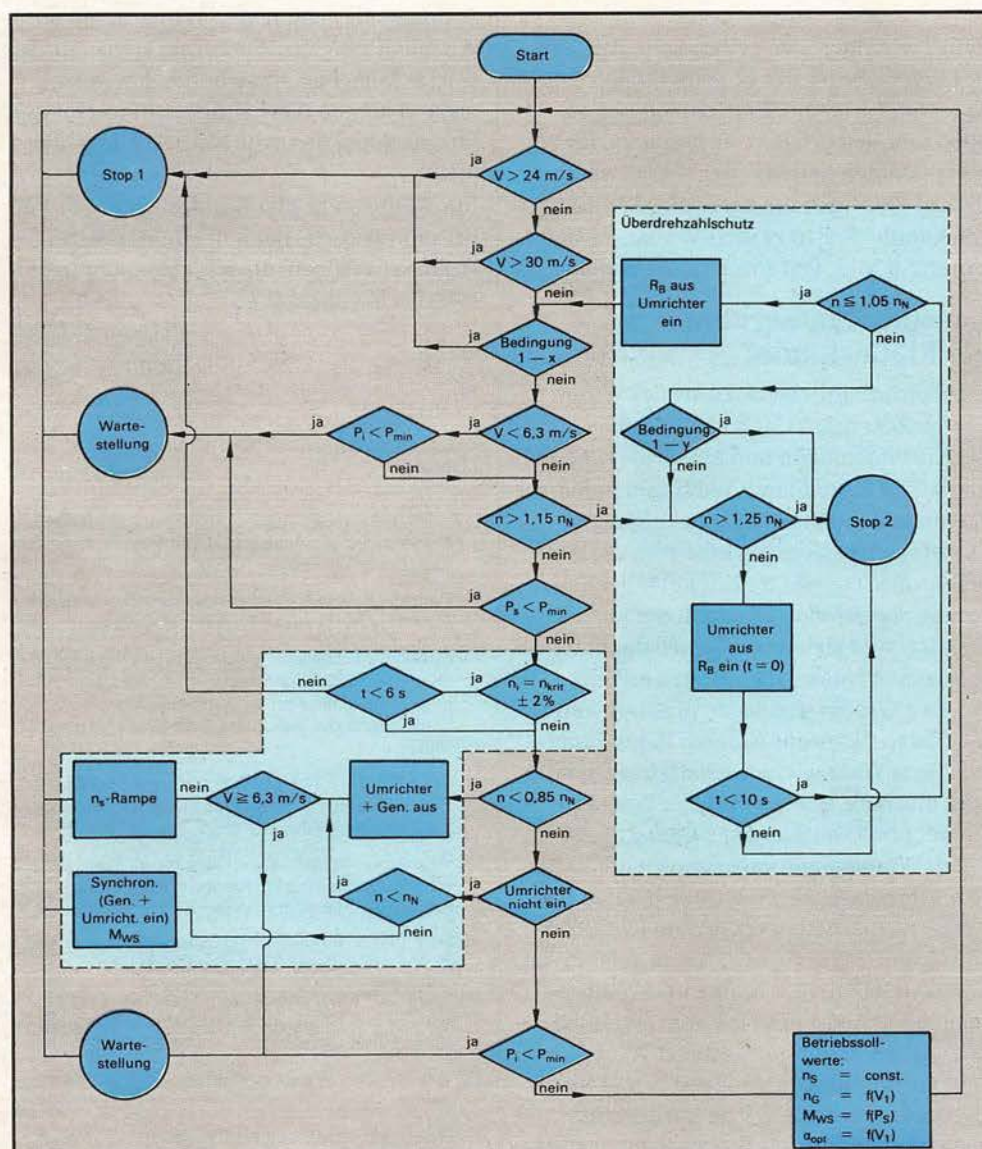 Start
V > 24 m/s
ja
nein
Stop 1
V > 30 m/s
ja
nein
Bedingung
1 — x
ja
nein
Überdrehzahlschutz
R_B aus
Umrichter
ein
n ≦ 1,05 n_N
ja
nein
Warte-
stellung
P_i < P_min
ja
nein
V < 6,3 m/s
ja
nein
Bedingung
1 — y
ja
nein
n > 1,15 n_N
ja
nein
n > 1,25 n_N
ja
nein
Stop 2
P_s < P_min
ja
nein
Umrichter
aus
R_B ein (t = 0)
nein
t < 6 s
ja
n_i = n_krit
± 2%
ja
nein
n_s-Rampe
nein
V ≧ 6,3 m/s
ja
Umrichter
+ Gen. aus
ja
n < 0,85 n_N
nein
t < 10 s
ja
nein
Synchron.
(Gen. +
Umricht. ein)
M_WS
ja
n < n_N
nein
ja
Umrichter
nicht ein
nein
Warte-
stellung
ja
P_i < P_min
nein
Betriebssoll-
werte:
n_S = const.
n_G = f(V_1)
M_WS = f(P_S)
α_opt = f(V_1)